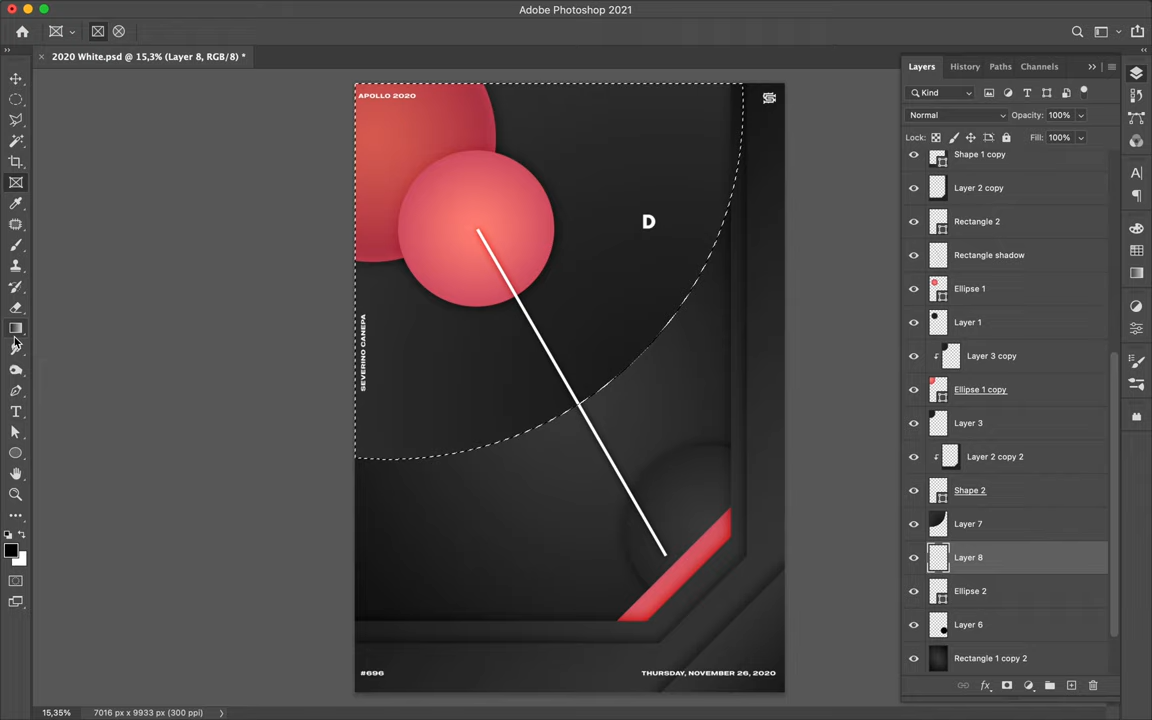 Adobe Photoshop 2021
2020 White.psd @ 15,3% (Layer 8, RGB/8) *
Layers
History
Paths
Channels
Kind
Normal
Opacity: 100%
Lock:
Fill: 100%
Shape 1 copy
Layer 2 copy
Rectangle 2
Rectangle shadow
Ellipse 1
Layer 1
Layer 3 copy
Ellipse 1 copy
Layer 3
Layer 2 copy 2
Shape 2
Layer 7
Layer 8
Ellipse 2
Layer 6
Rectangle 1 copy 2
APOLLO 2020
D
SEVERINO CANEPA
#696
THURSDAY, NOVEMBER 26, 2020
15,35%
7016 px x 9933 px (300 ppi)